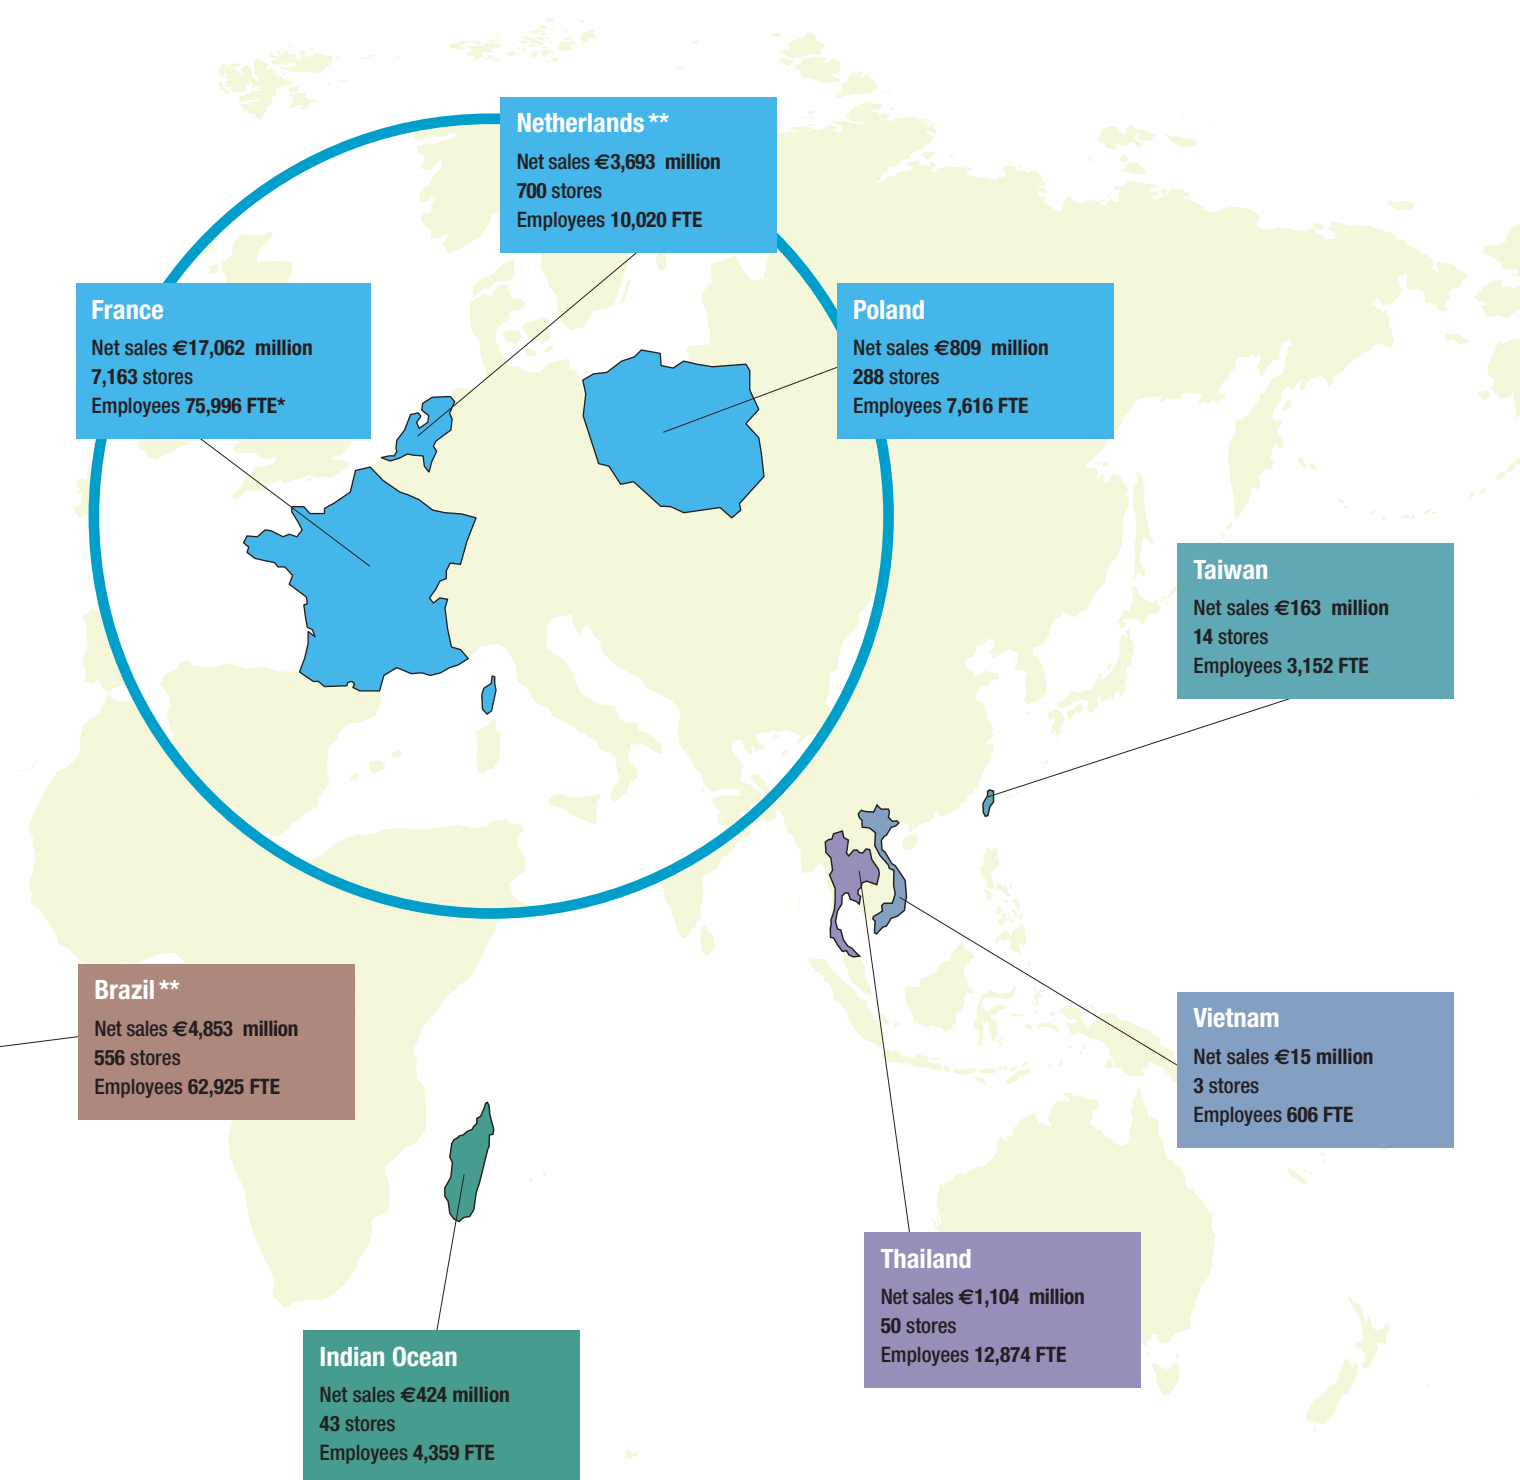 Netherlands **
Net sales €3,693 million
700 stores
Employees 10,020 FTE
France
Net sales €17,062 million
7,163 stores
Employees 75,996 FTE*
Poland
Net sales €809 million
288 stores
Employees 7,616 FTE
Taiwan
Net sales €163 million
14 stores
Employees 3,152 FTE
Brazil **
Net sales €4,853 million
556 stores
Employees 62,925 FTE
Vietnam
Net sales €15 million
3 stores
Employees 606 FTE
Thailand
Net sales €1,104 million
50 stores
Employees 12,874 FTE
Indian Ocean
Net sales €424 million
43 stores
Employees 4,359 FTE